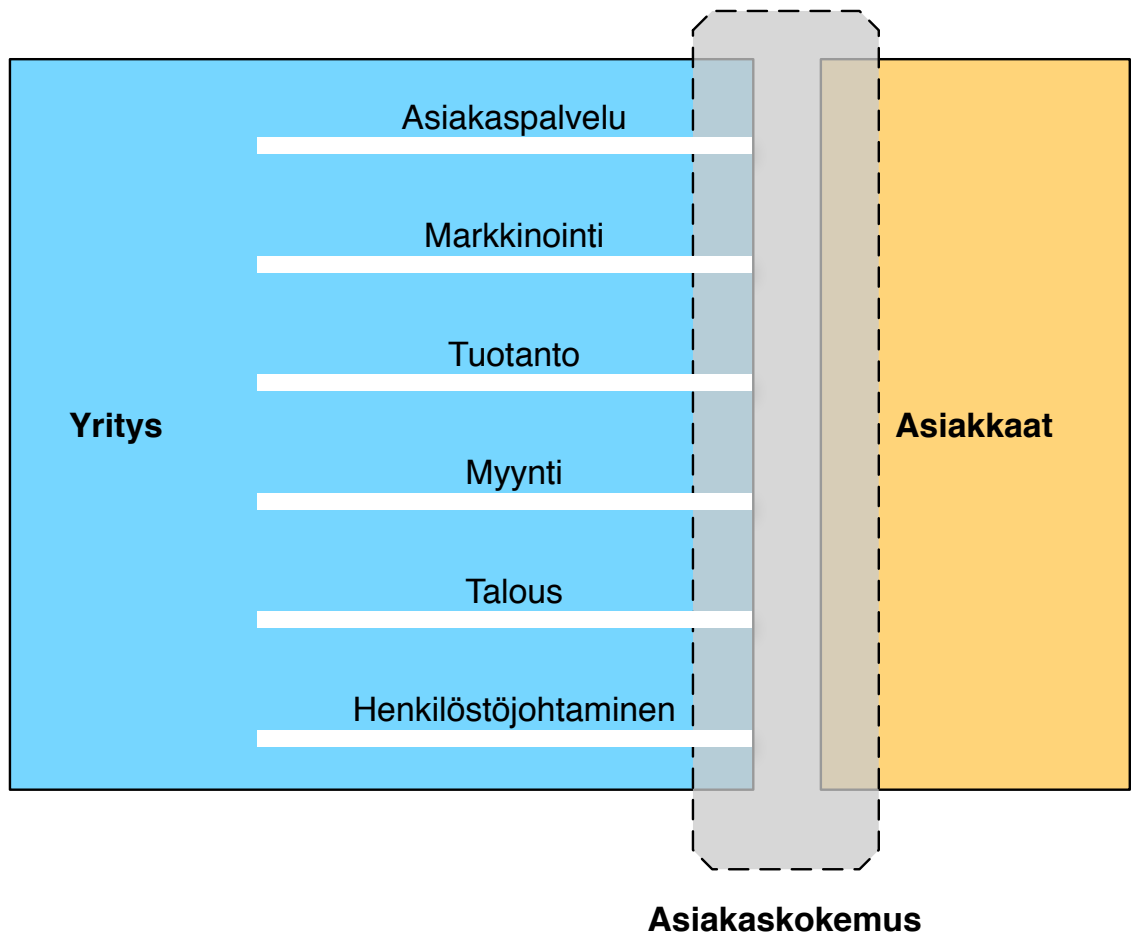 Asiakaspalvelu
Markkinointi
Tuotanto
Yritys
Asiakkaat
Myynti
Talous
Henkilöstöjohtaminen
Asiakaskokemus